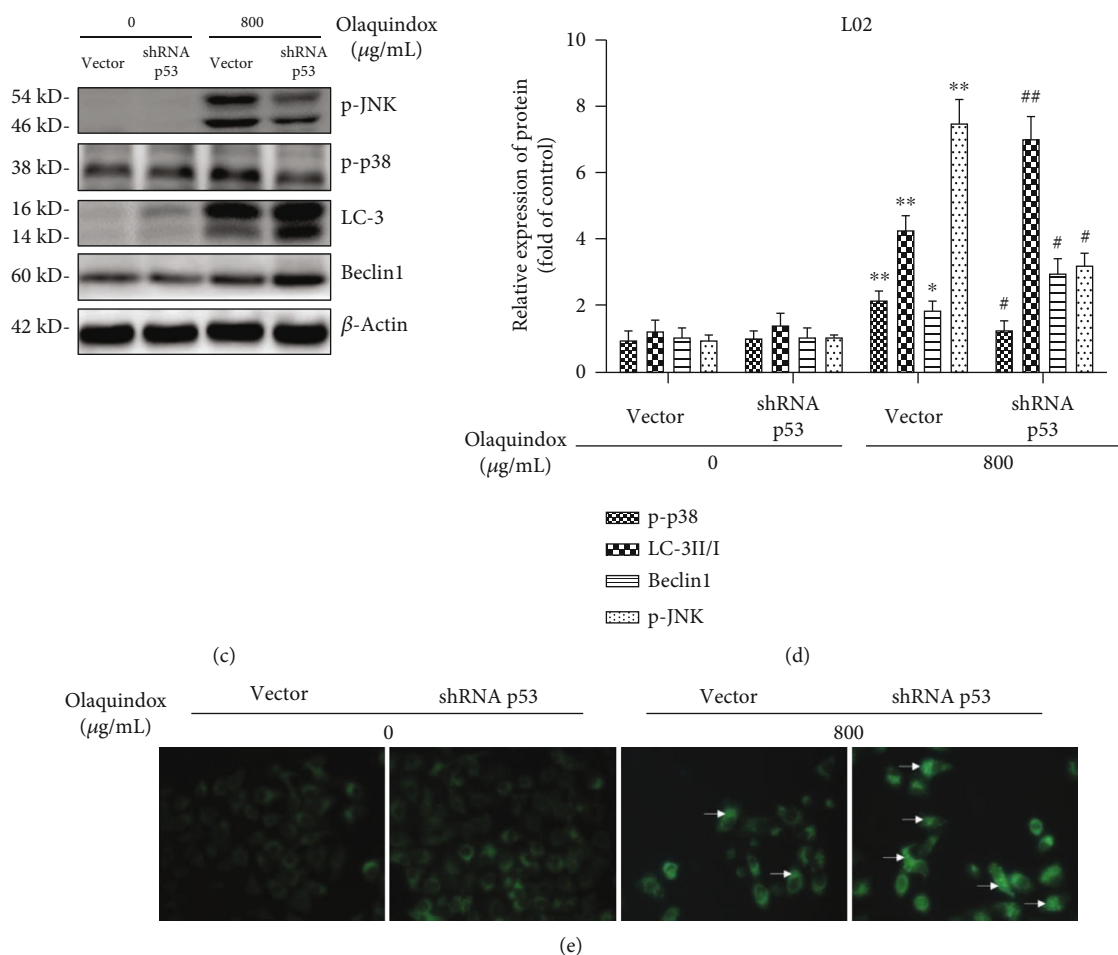 0
800
Olaquindox
(μg/mL)
Vector
shRNA
p53
Vector
shRNA
p53
54 kD-
46 kD-
p-JNK
38 kD-
p-p38
16 kD-
14 kD-
LC-3
60 kD-
Beclin1
42 kD-
β-Actin
(c)
L02
Relative expression of protein
(fold of control)
10
8
6
4
2
0
**
**
*
**
#
##
#
#
Vector
shRNA
p53
Vector
shRNA
p53
Olaquindox
(μg/mL)
0
800
p-p38
LC-3II/I
Beclin1
p-JNK
(d)
Olaquindox
(μg/mL)
Vector
shRNA p53
Vector
shRNA p53
0
800
(e)